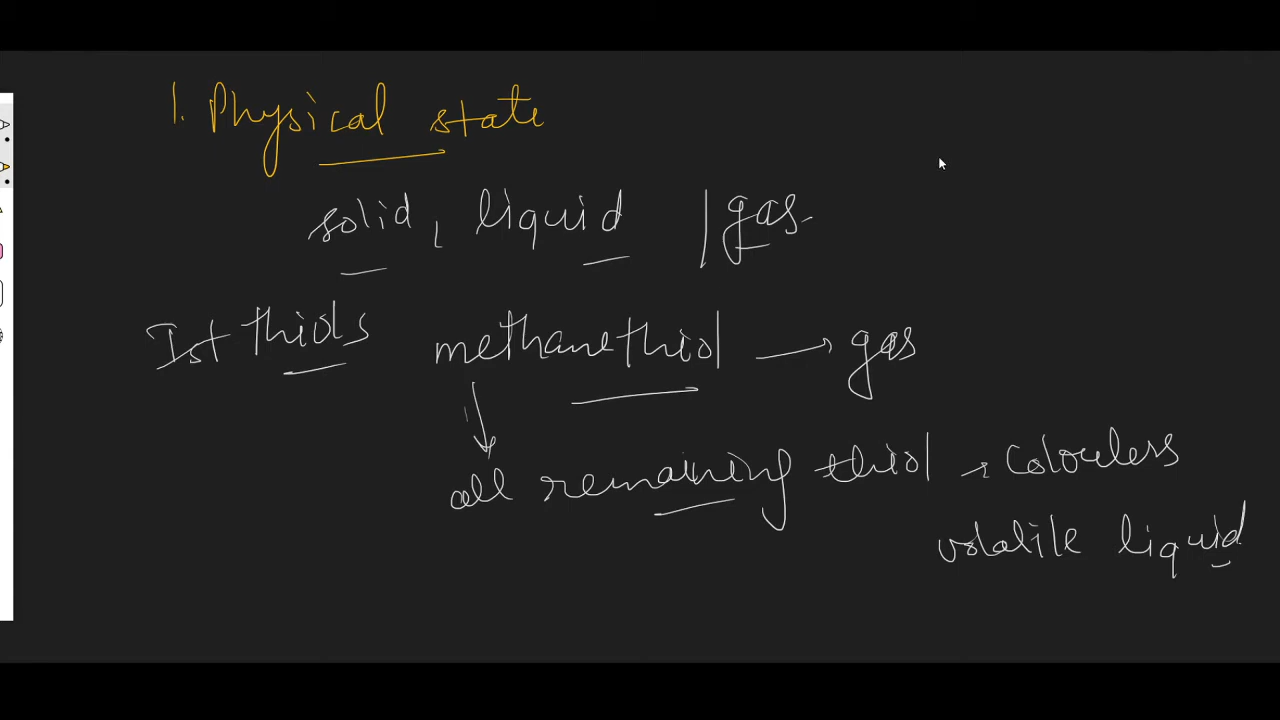 1. Physical state
solid, liquid | gas
Ist thiols methanethiol → gas
all remaining thiol → Colourless
volatile liquid